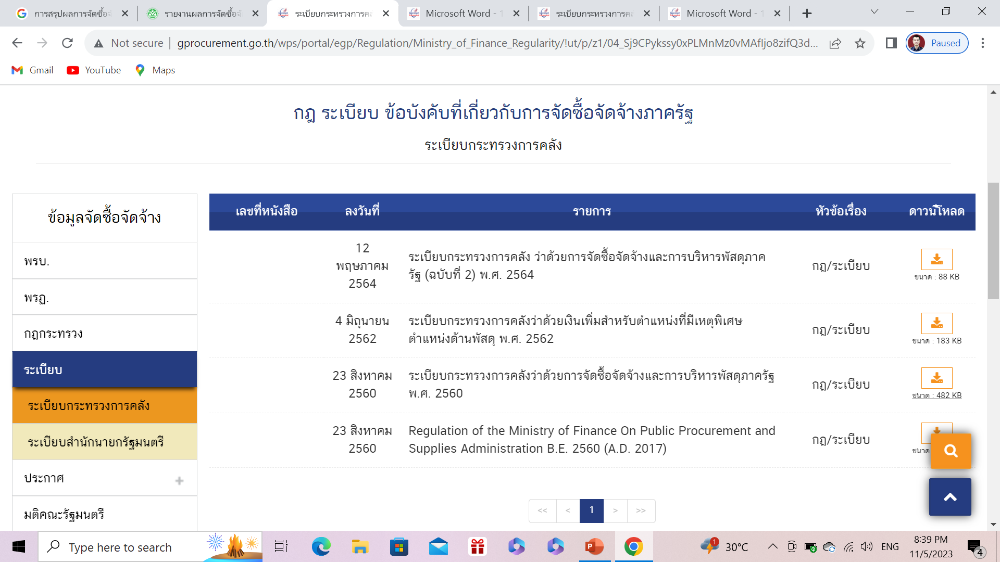 การสรุปผลการจัดซื้อจ
รายงานผลการจัดซื้อจ
ระเบียบกระทรวงการคล
Microsoft Word - 1
ระเบียบกระทรวงการคล
Microsoft Word - 1
Not secure
gprocurement.go.th/wps/portal/egp/Regulation/Ministry_of_Finance_Regularity/!ut/p/z1/04_Sj9CPykssy0xPLMnMz0vMAfIjo8zifQ3d...
Paused
Gmail
YouTube
Maps
กฎ ระเบียบ ข้อบังคับที่เกี่ยวกับการจัดซื้อจัดจ้างภาครัฐ
ระเบียบกระทรวงการคลัง
ข้อมูลจัดซื้อจัดจ้าง
พรบ.
พรฎ.
กฎกระทรวง
ระเบียบ
ระเบียบกระทรวงการคลัง
ระเบียบสำนักนายกรัฐมนตรี
ประกาศ
+
มติคณะรัฐมนตรี
เลขที่หนังสือ ลงวันที่ รายการ หัวข้อเรื่อง ดาวน์โหลด
12
พฤษภาคม
2564
ระเบียบกระทรวงการคลัง ว่าด้วยการจัดซื้อจัดจ้างและการบริหารพัสดุภาค
รัฐ (ฉบับที่ 2) พ.ศ. 2564
กฎ/ระเบียบ
ขนาด : 88 KB
4 มิถุนายน
2562
ระเบียบกระทรวงการคลังว่าด้วยเงินเพิ่มสำหรับตำแหน่งที่มีเหตุพิเศษ
ตำแหน่งด้านพัสดุ พ.ศ. 2562
กฎ/ระเบียบ
ขนาด : 183 KB
23 สิงหาคม
2560
ระเบียบกระทรวงการคลังว่าด้วยการจัดซื้อจัดจ้างและการบริหารพัสดุภาครัฐ
พ.ศ. 2560
กฎ/ระเบียบ
ขนาด : 482 KB
23 สิงหาคม
2560
Regulation of the Ministry of Finance On Public Procurement and
Supplies Administration B.E. 2560 (A.D. 2017)
กฎ/ระเบียบ
ขนาด
<< < 1 > >>
Type here to search
1
30°C
ENG
8:39 PM
11/5/2023
4